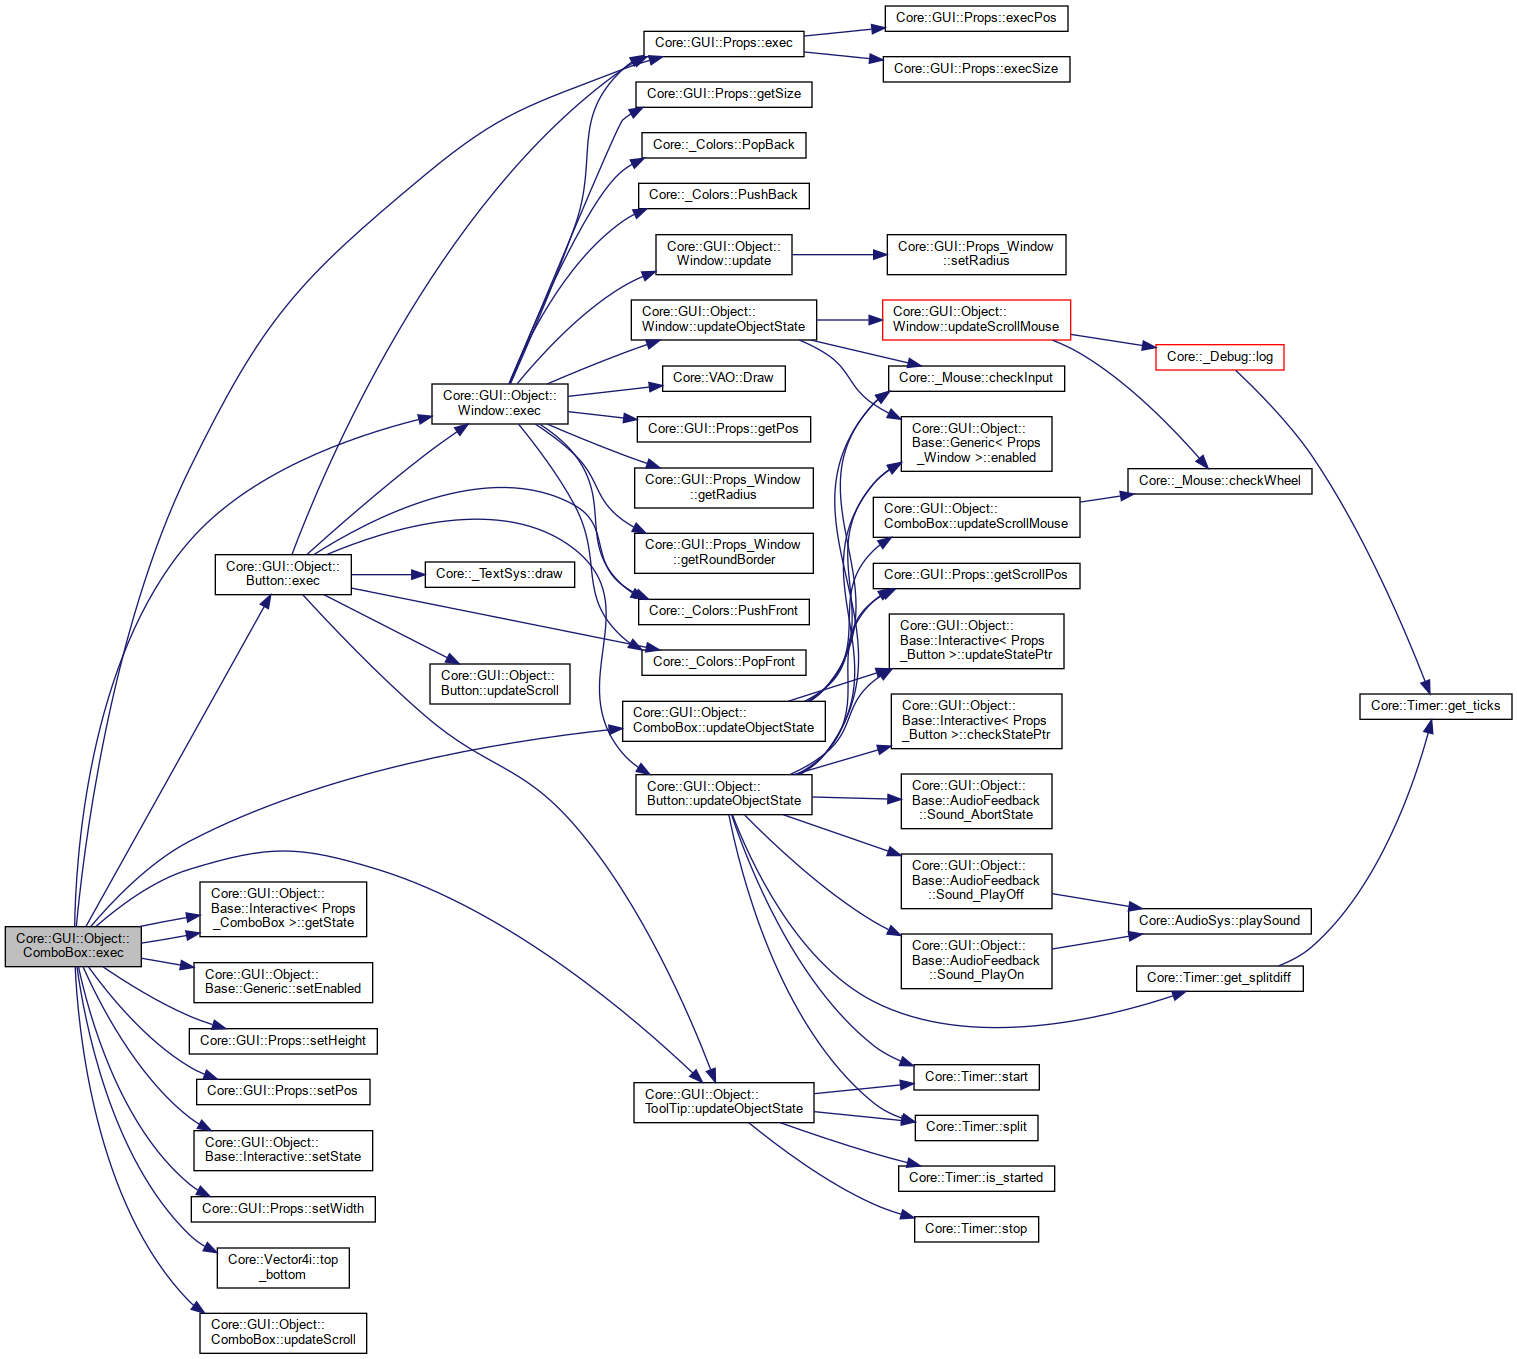 Core::GUI::Object::
ComboBox::exec
Core::GUI::Object::
Button::exec
Core::GUI::Object::
Base::Interactive< Props
_ComboBox >::getState
Core::GUI::Object::
Base::Generic::setEnabled
Core::GUI::Props::setHeight
Core::GUI::Props::setPos
Core::GUI::Object::
Base::Interactive::setState
Core::GUI::Props::setWidth
Core::Vector4i::top
_bottom
Core::GUI::Object::
ComboBox::updateScroll
Core::GUI::Object::
Window::exec
Core::_TextSys::draw
Core::GUI::Object::
Button::updateScroll
Core::GUI::Props::exec
Core::GUI::Props::getSize
Core::_Colors::PopBack
Core::_Colors::PushBack
Core::GUI::Object::
Window::update
Core::GUI::Object::
Window::updateObjectState
Core::VAO::Draw
Core::GUI::Props::getPos
Core::GUI::Props_Window
::getRadius
Core::GUI::Props_Window
::getRoundBorder
Core::_Colors::PushFront
Core::_Colors::PopFront
Core::GUI::Object::
ComboBox::updateObjectState
Core::GUI::Object::
Button::updateObjectState
Core::GUI::Object::
ToolTip::updateObjectState
Core::GUI::Props::execPos
Core::GUI::Props::execSize
Core::GUI::Props_Window
::setRadius
Core::GUI::Object::
Window::updateScrollMouse
Core::_Mouse::checkInput
Core::GUI::Object::
Base::Generic< Props
_Window >::enabled
Core::GUI::Object::
ComboBox::updateScrollMouse
Core::GUI::Props::getScrollPos
Core::GUI::Object::
Base::Interactive< Props
_Button >::updateStatePtr
Core::GUI::Object::
Base::Interactive< Props
_Button >::checkStatePtr
Core::GUI::Object::
Base::AudioFeedback
::Sound_AbortState
Core::GUI::Object::
Base::AudioFeedback
::Sound_PlayOff
Core::GUI::Object::
Base::AudioFeedback
::Sound_PlayOn
Core::Timer::start
Core::Timer::split
Core::Timer::is_started
Core::Timer::stop
Core::_Debug::log
Core::_Mouse::checkWheel
Core::AudioSys::playSound
Core::Timer::get_splitdiff
Core::Timer::get_ticks